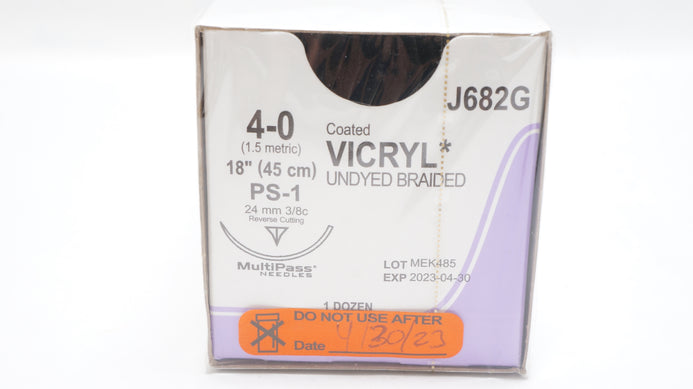 J682G
4-0
(1.5 metric)
18" (45 cm)
PS-1
24 mm 3/8c
Reverse Cutting
MultiPass®
NEEDLES
Coated
VICRYL*
UNDYED BRAIDED
LOT MEK485
EXP 2023-04-30
1 DOZEN
DO NOT USE AFTER
Date 4/30/23